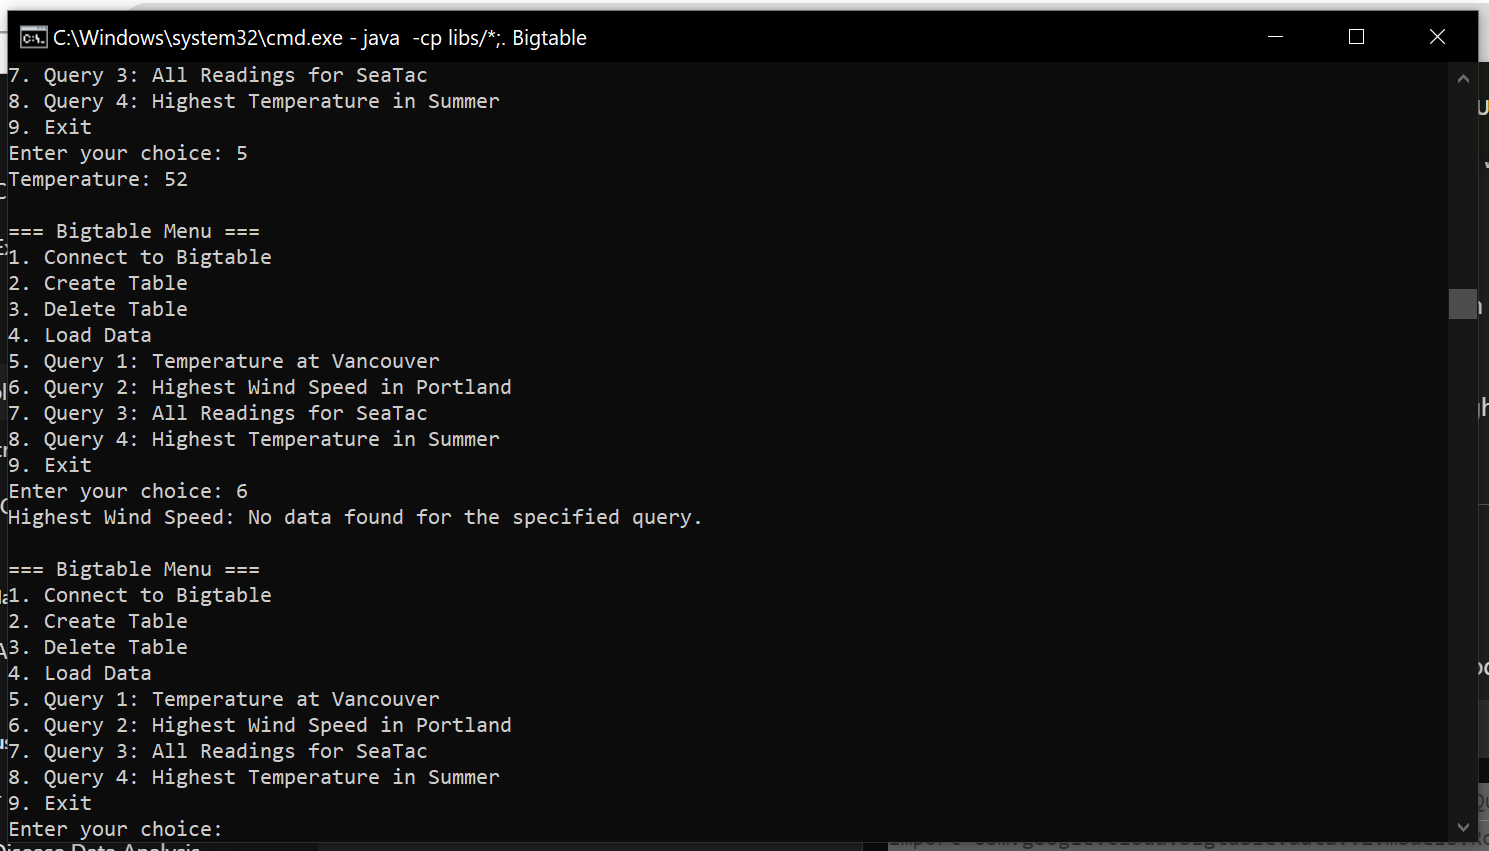 C:\Windows\system32\cmd.exe - java  -cp libs/*;. Bigtable
7. Query 3: All Readings for SeaTac
8. Query 4: Highest Temperature in Summer
9. Exit
Enter your choice: 5
Temperature: 52
=== Bigtable Menu ===
1. Connect to Bigtable
2. Create Table
3. Delete Table
4. Load Data
5. Query 1: Temperature at Vancouver
6. Query 2: Highest Wind Speed in Portland
7. Query 3: All Readings for SeaTac
8. Query 4: Highest Temperature in Summer
9. Exit
Enter your choice: 6
Highest Wind Speed: No data found for the specified query.
=== Bigtable Menu ===
1. Connect to Bigtable
2. Create Table
3. Delete Table
4. Load Data
5. Query 1: Temperature at Vancouver
6. Query 2: Highest Wind Speed in Portland
7. Query 3: All Readings for SeaTac
8. Query 4: Highest Temperature in Summer
9. Exit
Enter your choice:
Disease Data Analysis